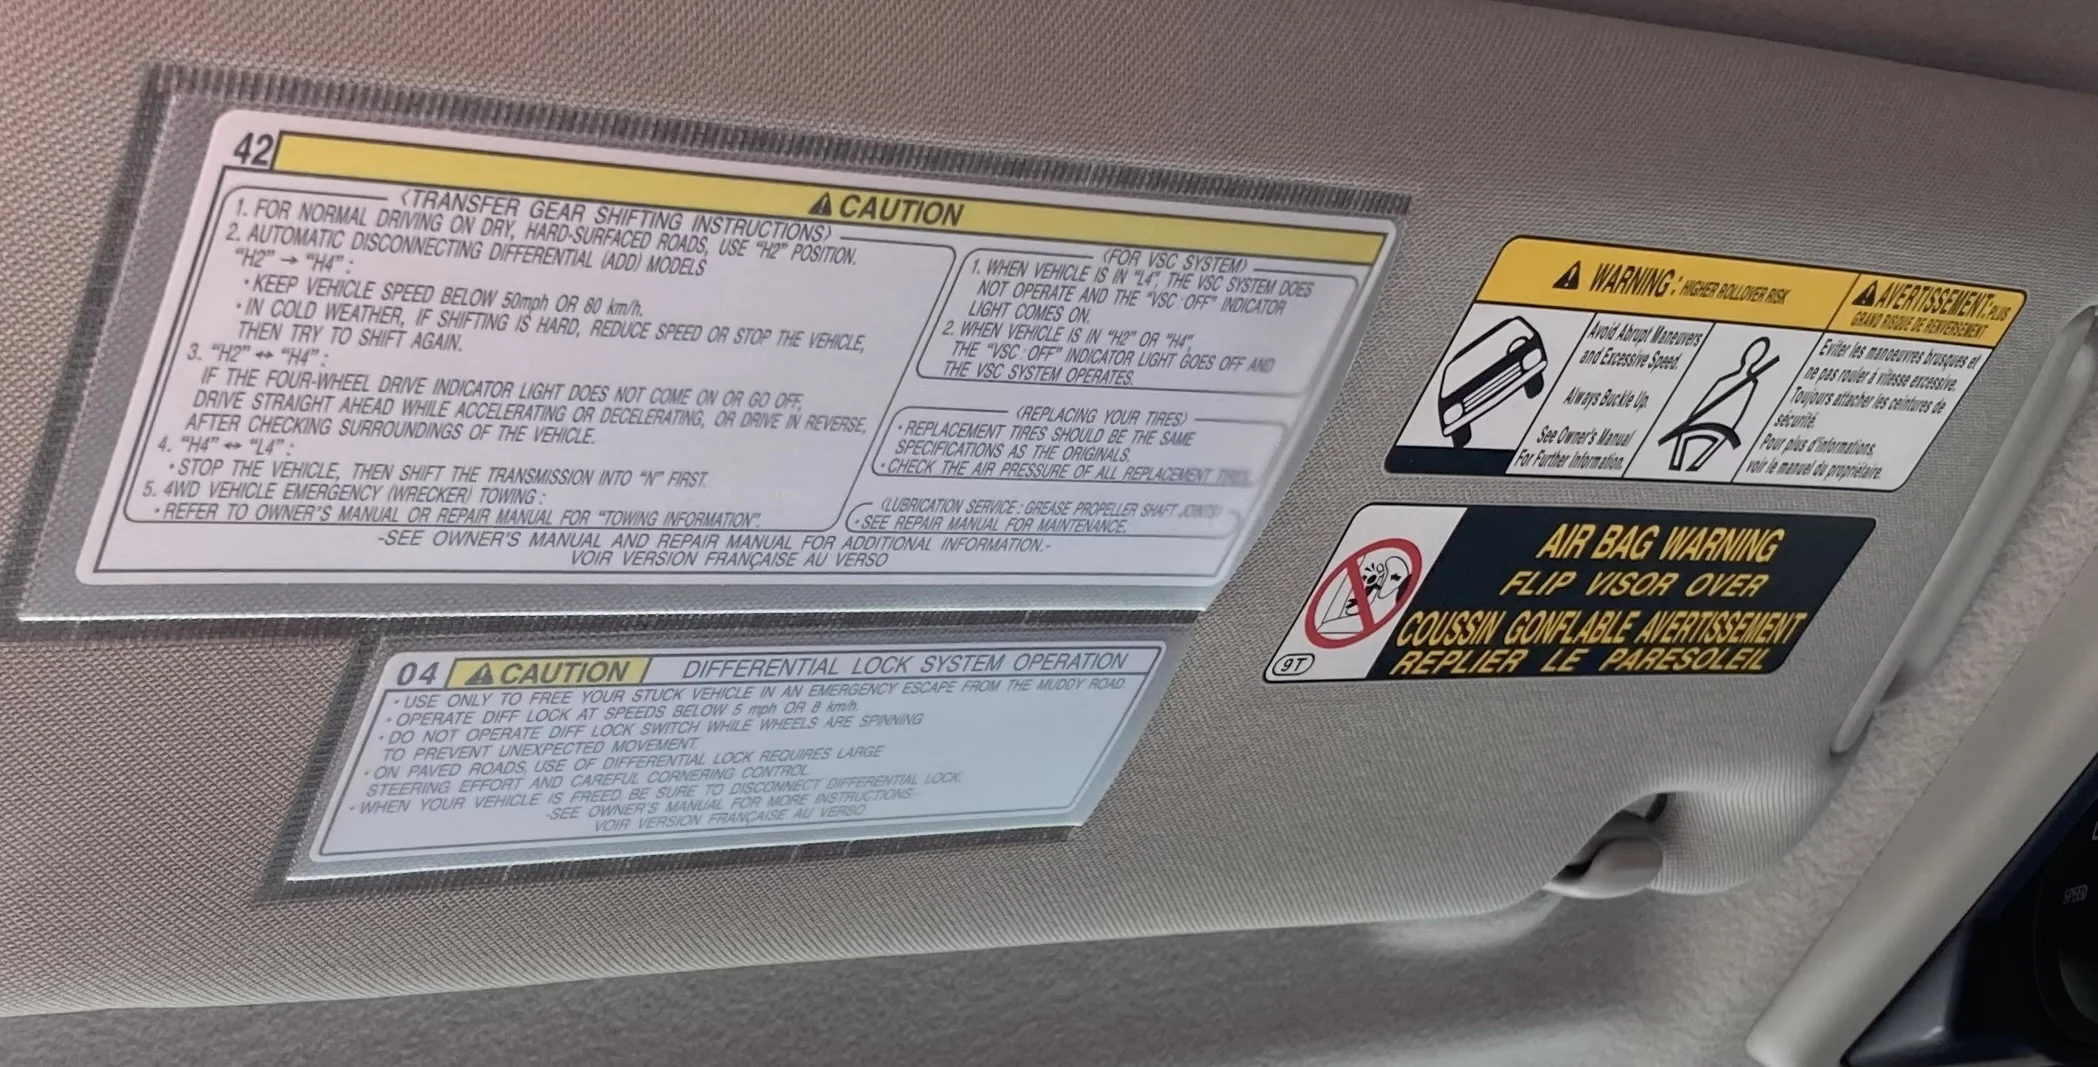 42
⚠ CAUTION
〈TRANSFER GEAR SHIFTING INSTRUCTIONS〉
1. FOR NORMAL DRIVING ON DRY, HARD-SURFACED ROADS, USE "H2" POSITION.
2. AUTOMATIC DISCONNECTING DIFFERENTIAL (ADD) MODELS
"H2" → "H4" :
・KEEP VEHICLE SPEED BELOW 50mph OR 80 km/h.
・IN COLD WEATHER, IF SHIFTING IS HARD, REDUCE SPEED OR STOP THE VEHICLE,
THEN TRY TO SHIFT AGAIN.
3. "H2" ↔ "H4" :
IF THE FOUR-WHEEL DRIVE INDICATOR LIGHT DOES NOT COME ON OR GO OFF,
DRIVE STRAIGHT AHEAD WHILE ACCELERATING OR DECELERATING, OR DRIVE IN REVERSE,
AFTER CHECKING SURROUNDINGS OF THE VEHICLE.
4. "H4" ↔ "L4" :
・STOP THE VEHICLE, THEN SHIFT THE TRANSMISSION INTO "N" FIRST.
5. 4WD VEHICLE EMERGENCY (WRECKER) TOWING :
・REFER TO OWNER'S MANUAL OR REPAIR MANUAL FOR "TOWING INFORMATION".
〈FOR VSC SYSTEM〉
1. WHEN VEHICLE IS IN "L4", THE VSC SYSTEM DOES
NOT OPERATE AND THE "VSC OFF" INDICATOR
LIGHT COMES ON.
2. WHEN VEHICLE IS IN "H2" OR "H4",
THE "VSC OFF" INDICATOR LIGHT GOES OFF AND
THE VSC SYSTEM OPERATES.
〈REPLACING YOUR TIRES〉
・REPLACEMENT TIRES SHOULD BE THE SAME
SPECIFICATIONS AS THE ORIGINALS.
・CHECK THE AIR PRESSURE OF ALL REPLACEMENT TIRES.
〈LUBRICATION SERVICE : GREASE PROPELLER SHAFT JOINTS〉
・SEE REPAIR MANUAL FOR MAINTENANCE.
-SEE OWNER'S MANUAL AND REPAIR MANUAL FOR ADDITIONAL INFORMATION.-
VOIR VERSION FRANÇAISE AU VERSO
04 ⚠ CAUTION DIFFERENTIAL LOCK SYSTEM OPERATION
・USE ONLY TO FREE YOUR STUCK VEHICLE IN AN EMERGENCY ESCAPE FROM THE MUDDY ROAD.
・OPERATE DIFF LOCK AT SPEEDS BELOW 5 mph OR 8 km/h.
・DO NOT OPERATE DIFF LOCK SWITCH WHILE WHEELS ARE SPINNING
TO PREVENT UNEXPECTED MOVEMENT.
・ON PAVED ROADS, USE OF DIFFERENTIAL LOCK REQUIRES LARGE
STEERING EFFORT AND CAREFUL CORNERING CONTROL.
・WHEN YOUR VEHICLE IS FREED, BE SURE TO DISCONNECT DIFFERENTIAL LOCK.
-SEE OWNER'S MANUAL FOR MORE INSTRUCTIONS.-
VOIR VERSION FRANÇAISE AU VERSO
⚠ WARNING : HIGHER ROLLOVER RISK
Avoid Abrupt Maneuvers
and Excessive Speed.
Always Buckle Up.
See Owner's Manual
For Further Information.
⚠ AVERTISSEMENT: PLUS
GRAND RISQUE DE RENVERSEMENT
Eviter les manoeuvres brusques et
ne pas rouler à vitesse excessive.
Toujours attacher les ceintures de
sécurité.
Pour plus d'informations,
voir le manuel du propriétaire.
AIR BAG WARNING
FLIP VISOR OVER
COUSSIN GONFLABLE AVERTISSEMENT
REPLIER LE PARESOLEIL
9T
SPEED